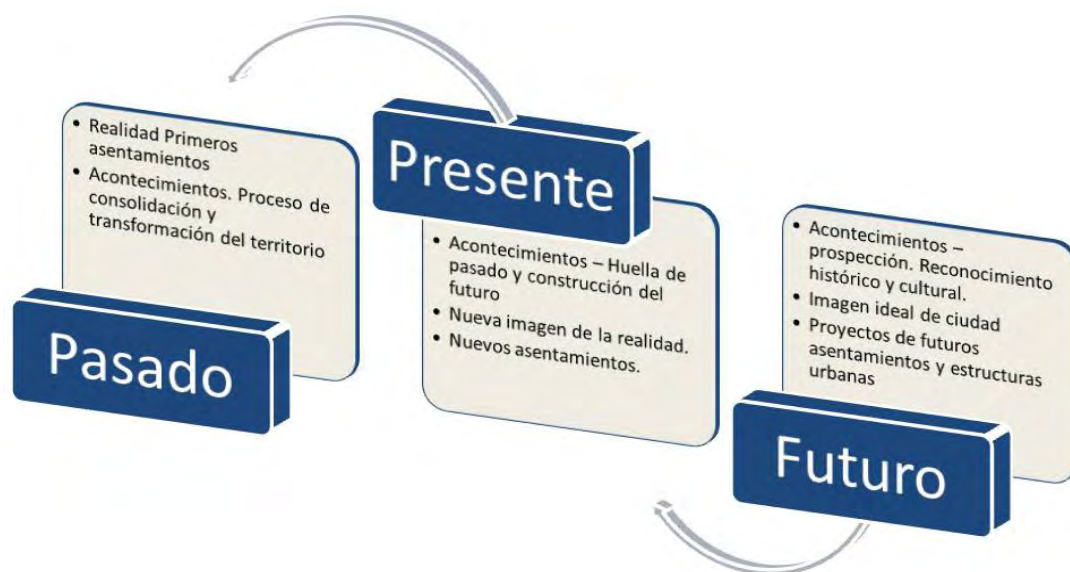 • Realidad Primeros
asentamientos
• Acontecimientos. Proceso de
consolidación y
transformación del territorio
Pasado
Presente
• Acontecimientos – Huella de
pasado y construcción del
futuro
• Nueva imagen de la realidad.
• Nuevos asentamientos.
• Acontecimientos –
prospección. Reconocimiento
histórico y cultural.
• Imagen ideal de ciudad
• Proyectos de futuros
asentamientos y estructuras
urbanas
Futuro